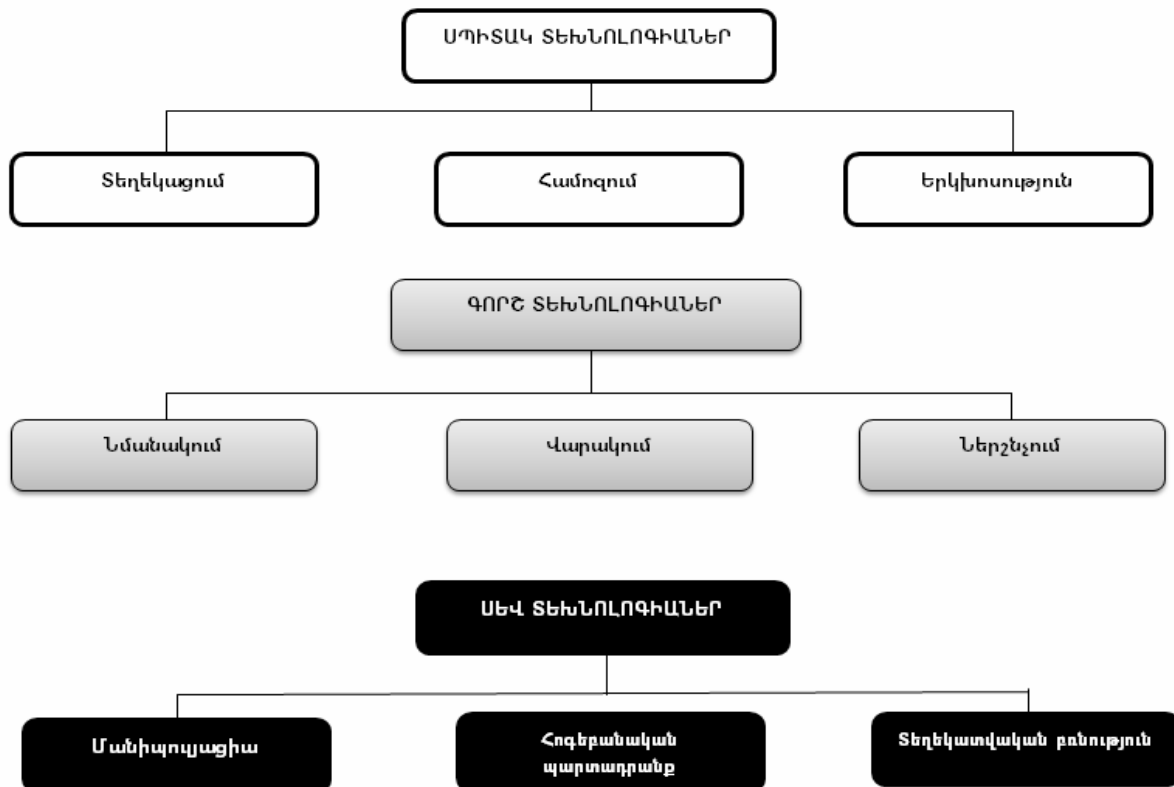 ՍՊԻՏԱԿ ՏԵԽՆՈԼՈԳԻԱՆԵՐ
Տեղեկացում
Համոզում
Երկխոսություն
ԳՈՐՇ ՏԵԽՆՈԼՈԳԻԱՆԵՐ
Նմանակում
Վարակում
Ներշնչում
ՍԵՎ ՏԵԽՆՈԼՈԳԻԱՆԵՐ
Մանիպուլյացիա
Հոգեբանական
պարտադրանք
Տեղեկատվական բռնություն